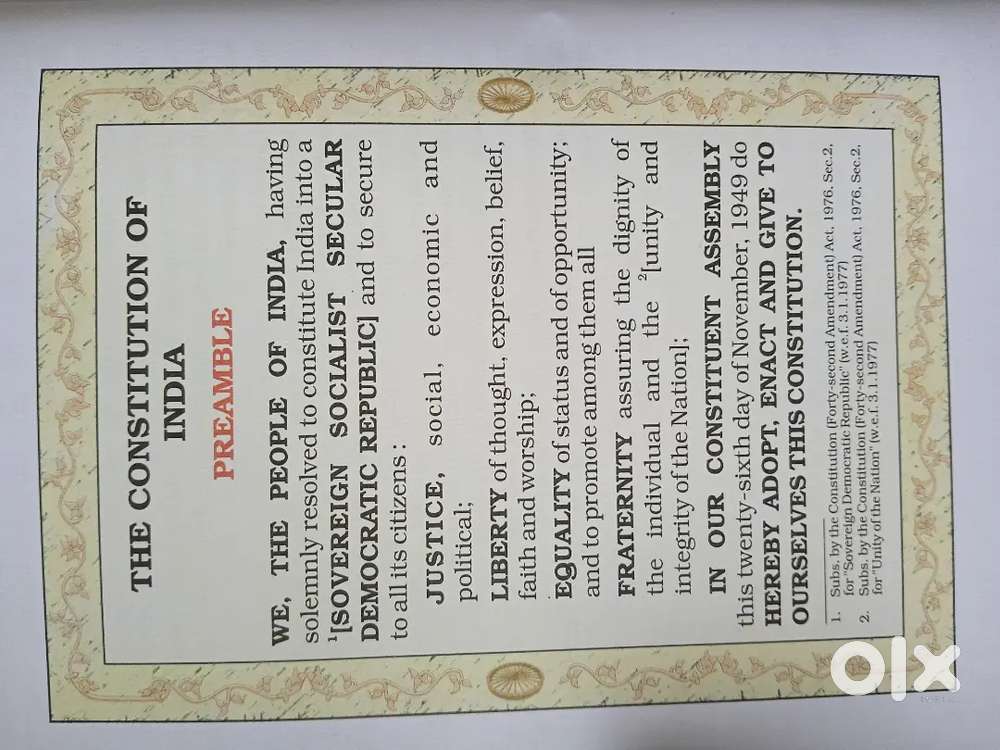 THE CONSTITUTION OF
INDIA
PREAMBLE
WE, THE PEOPLE OF INDIA, having
solemnly resolved to constitute India into a
1[SOVEREIGN SOCIALIST SECULAR
DEMOCRATIC REPUBLIC] and to secure
to all its citizens :
JUSTICE, social, economic and
political;
LIBERTY of thought, expression, belief,
faith and worship;
EQUALITY of status and of opportunity;
and to promote among them all
FRATERNITY assuring the dignity of
the individual and the 2[unity and
integrity of the Nation];
IN OUR CONSTITUENT ASSEMBLY
this twenty-sixth day of November, 1949 do
HEREBY ADOPT, ENACT AND GIVE TO
OURSELVES THIS CONSTITUTION.
1. Subs. by the Constitution (Forty-second Amendment) Act, 1976, Sec.2,
for "Sovereign Democratic Republic" (w.e.f. 3.1.1977)
2. Subs. by the Constitution (Forty-second Amendment) Act, 1976, Sec.2,
for "Unity of the Nation" (w.e.f. 3.1.1977)
olx